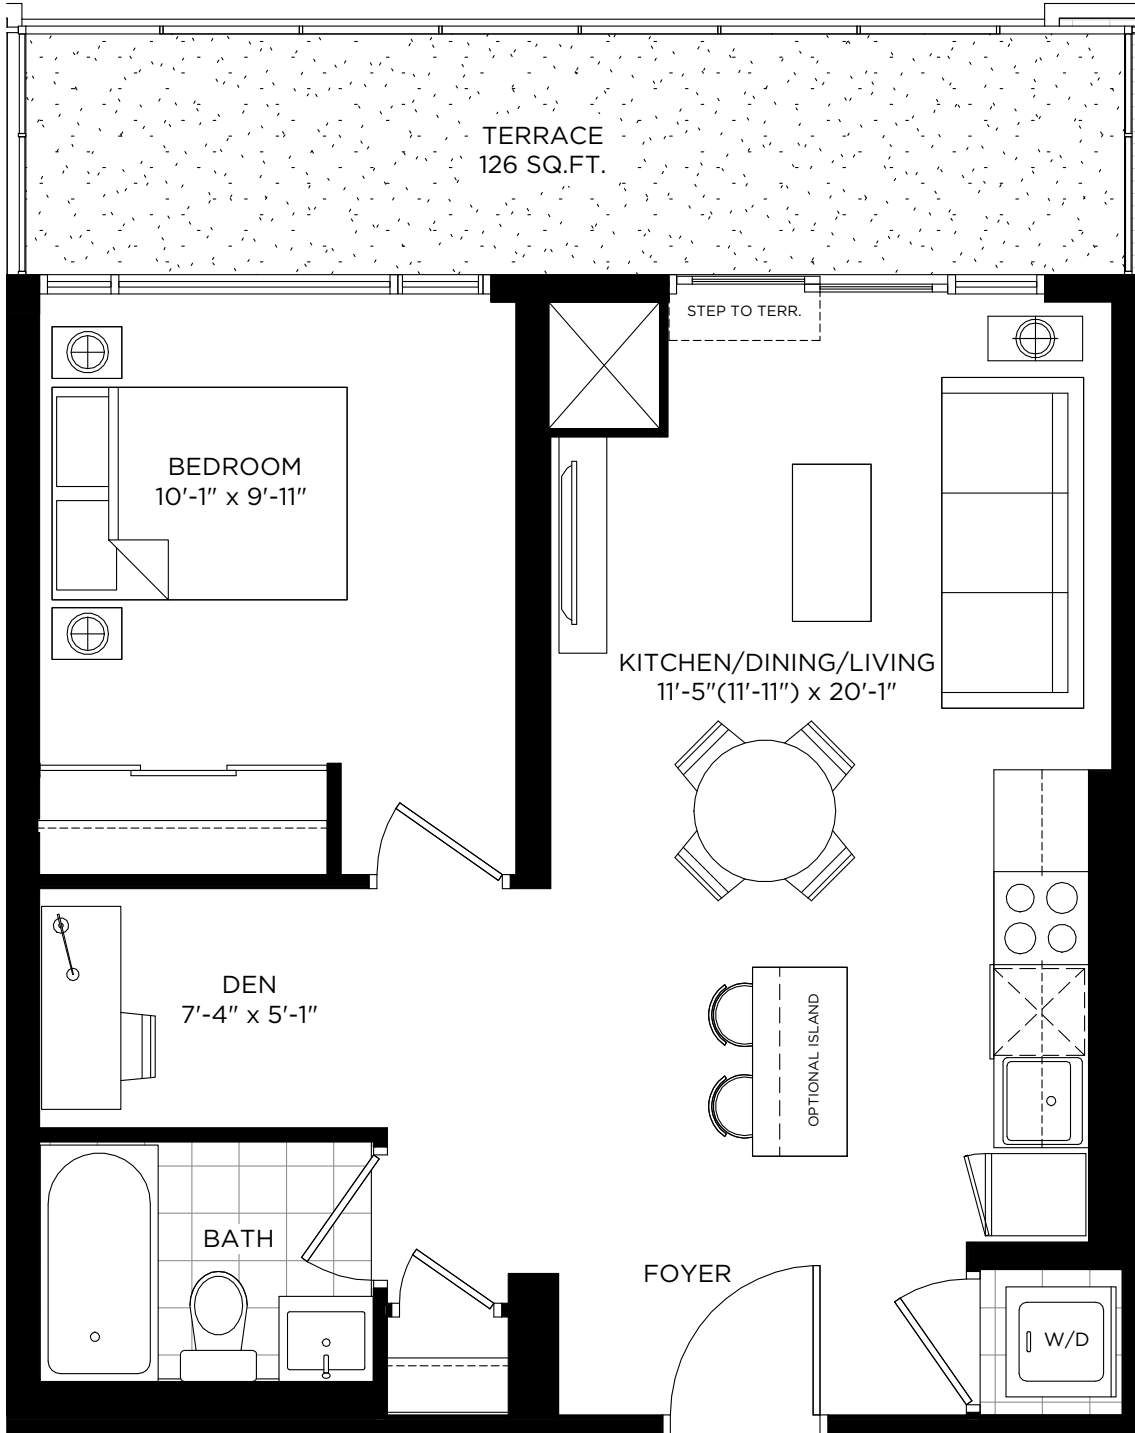 TERRACE
126 SQ.FT.
STEP TO TERR.
BEDROOM
10'-1" x 9'-11"
KITCHEN/DINING/LIVING
11'-5"(11'-11") x 20'-1"
DEN
7'-4" x 5'-1"
OPTIONAL ISLAND
BATH
FOYER
W/D